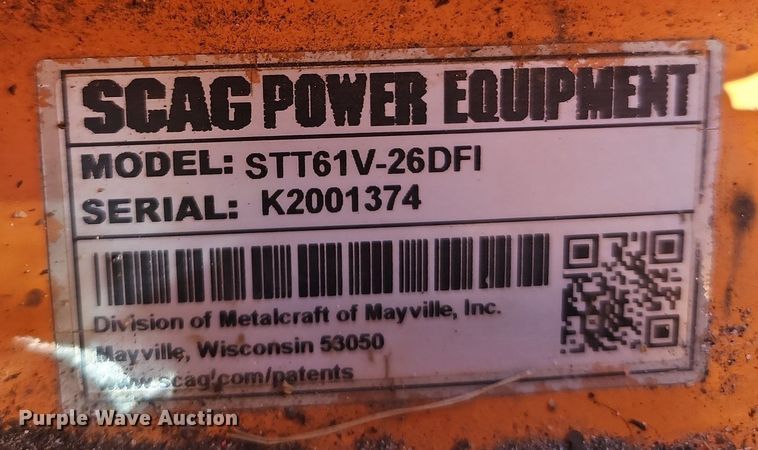 SCAG POWER EQUIPMENT
MODEL: STT61V-26DFI
SERIAL: K2001374
Division of Metalcraft of Mayville, Inc.
Mayville, Wisconsin 53050
www.scag.com/patents
Purple Wave Auction